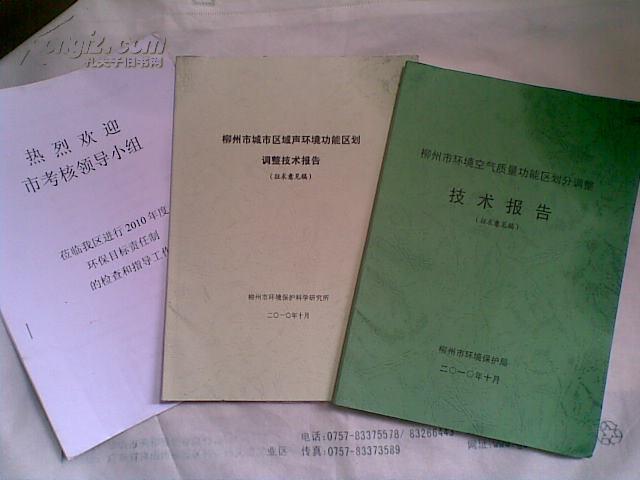 Kongfz.com
孔夫子旧书网
热烈欢迎
市考核领导小组
莅临我区进行2010年度
环保目标责任制
的检查和指导工作
柳州市城市区域声环境功能区划
调整技术报告
（征求意见稿）
柳州市环境保护科学研究所
二○一○年十月
柳州市环境空气质量功能区划分调整
技术报告
（征求意见稿）
柳州市环境保护局
二○一○年十月
电话:0757-83375578/ 83266443
业区 传真:0757-83373589
网址: